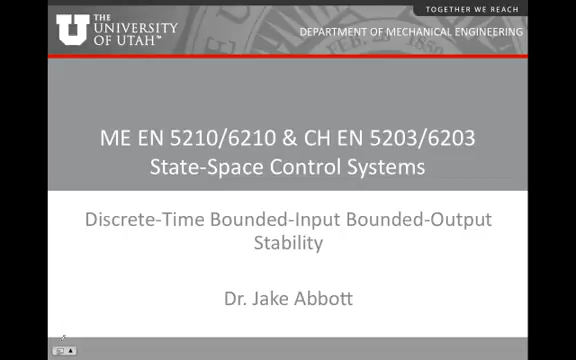 TOGETHER WE REACH
THE
UNIVERSITY
OF UTAH™
DEPARTMENT OF MECHANICAL ENGINEERING
ME EN 5210/6210 & CH EN 5203/6203
State-Space Control Systems
Discrete-Time Bounded-Input Bounded-Output
Stability
Dr. Jake Abbott